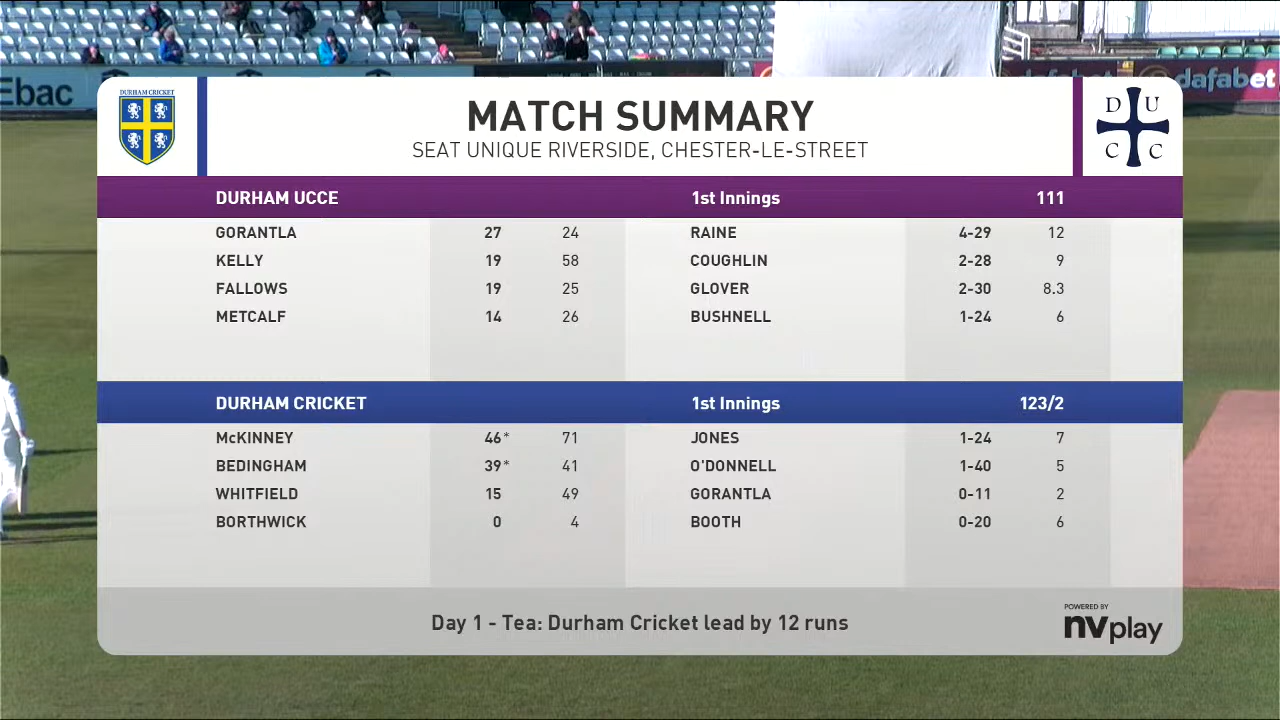 Ebac
dafabet
DURHAM CRICKET
MATCH SUMMARY
SEAT UNIQUE RIVERSIDE, CHESTER-LE-STREET
D U
C C
DURHAM UCCE 1st Innings 111
GORANTLA 27 24 RAINE 4-29 12
KELLY 19 58 COUGHLIN 2-28 9
FALLOWS 19 25 GLOVER 2-30 8.3
METCALF 14 26 BUSHNELL 1-24 6
DURHAM CRICKET 1st Innings 123/2
McKINNEY 46* 71 JONES 1-24 7
BEDINGHAM 39* 41 O'DONNELL 1-40 5
WHITFIELD 15 49 GORANTLA 0-11 2
BORTHWICK 0 4 BOOTH 0-20 6
Day 1 - Tea: Durham Cricket lead by 12 runs
POWERED BY
nvplay